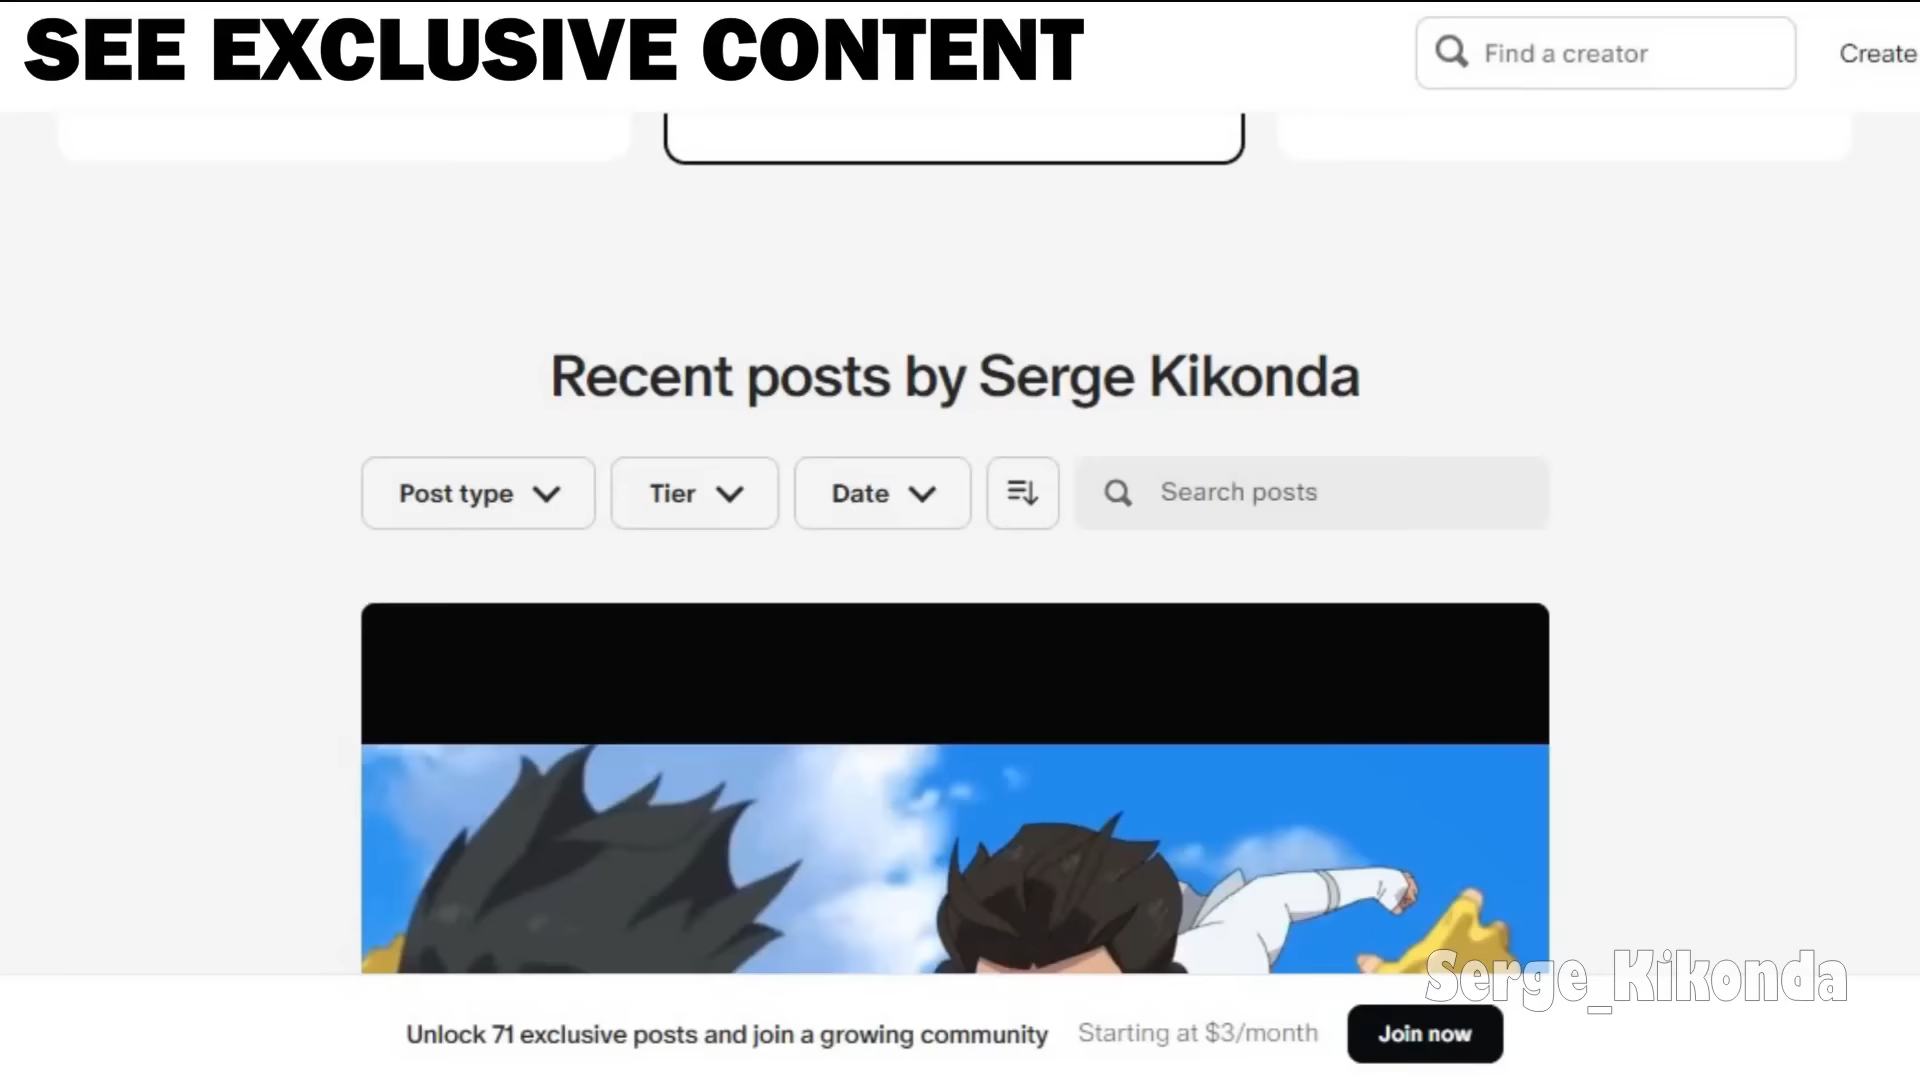 SEE EXCLUSIVE CONTENT
Find a creator
Create
Recent posts by Serge Kikonda
Post type
Tier
Date
Search posts
Serge_Kikonda
Unlock 71 exclusive posts and join a growing community
Starting at $3/month
Join now